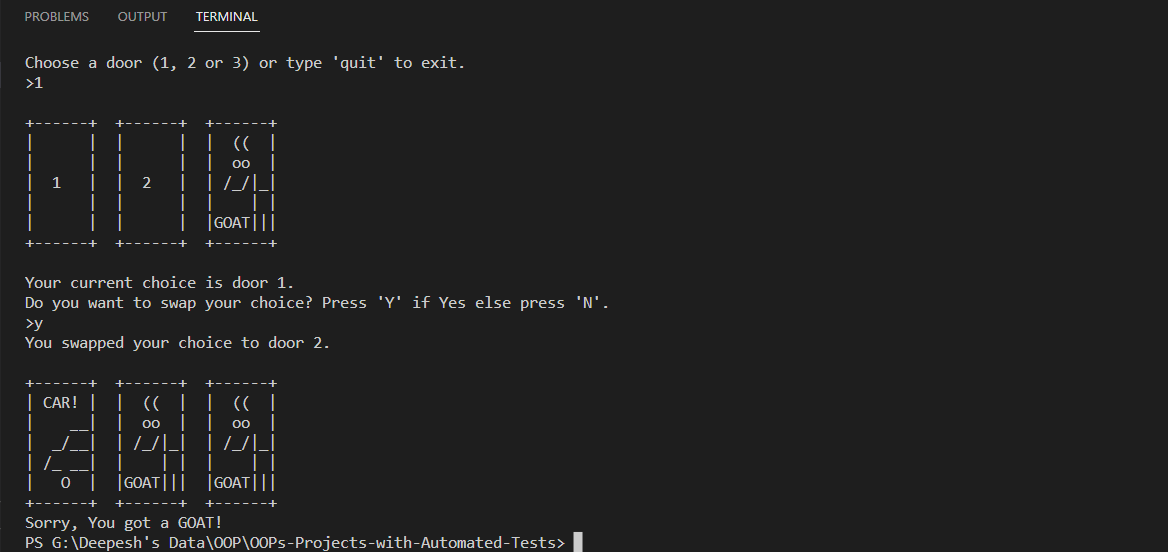 PROBLEMS OUTPUT TERMINAL
Choose a door (1, 2 or 3) or type 'quit' to exit.
>1
+------+  +------+  +------+
|      |  |      |  |  ((  |
|      |  |      |  |  oo  |
|  1   |  |  2   |  | /_/|_|
|      |  |      |  |    | |
|      |  |      |  |GOAT|||
+------+  +------+  +------+
Your current choice is door 1.
Do you want to swap your choice? Press 'Y' if Yes else press 'N'.
>y
You swapped your choice to door 2.
+------+  +------+  +------+
| CAR! |  |  ((  |  |  ((  |
|    __|  |  oo  |  |  oo  |
|  _/__|  | /_/|_|  | /_/|_|
| /_ __|  |    | |  |    | |
|   O  |  |GOAT|||  |GOAT|||
+------+  +------+  +------+
Sorry, You got a GOAT!
PS G:\Deepesh's Data\OOP\OOPs-Projects-with-Automated-Tests>